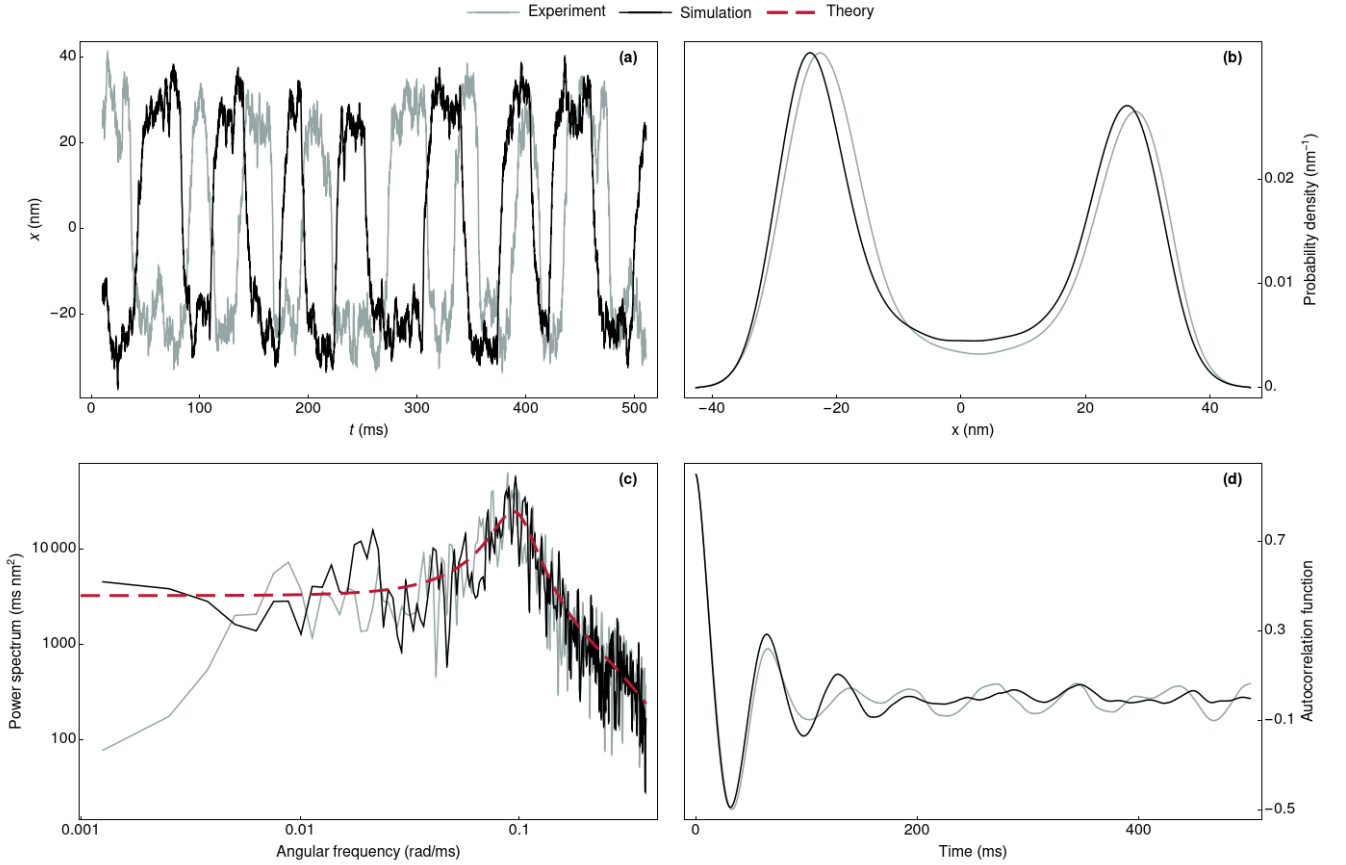 Experiment Simulation Theory
(a)
40
20
0
−20
x (nm)
0 100 200 300 400 500
t (ms)
(b)
0.02
0.01
0.
Probability density (nm⁻¹)
−40 −20 0 20 40
x (nm)
(c)
10 000
1000
100
Power spectrum (ms nm²)
0.001 0.01 0.1
Angular frequency (rad/ms)
(d)
0.7
0.3
−0.1
−0.5
Autocorrelation function
0 200 400
Time (ms)